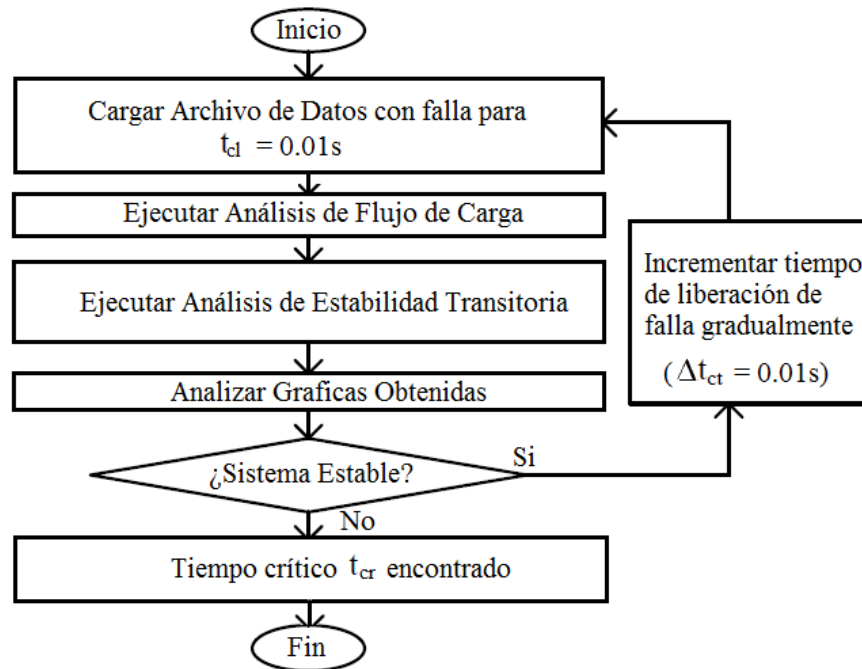 Inicio
Cargar Archivo de Datos con falla para
t_cl = 0.01s
Ejecutar Análisis de Flujo de Carga
Ejecutar Análisis de Estabilidad Transitoria
Analizar Graficas Obtenidas
¿Sistema Estable?
Si
Incrementar tiempo
de liberación de
falla gradualmente
( Δt_ct = 0.01s)
No
Tiempo crítico t_cr encontrado
Fin